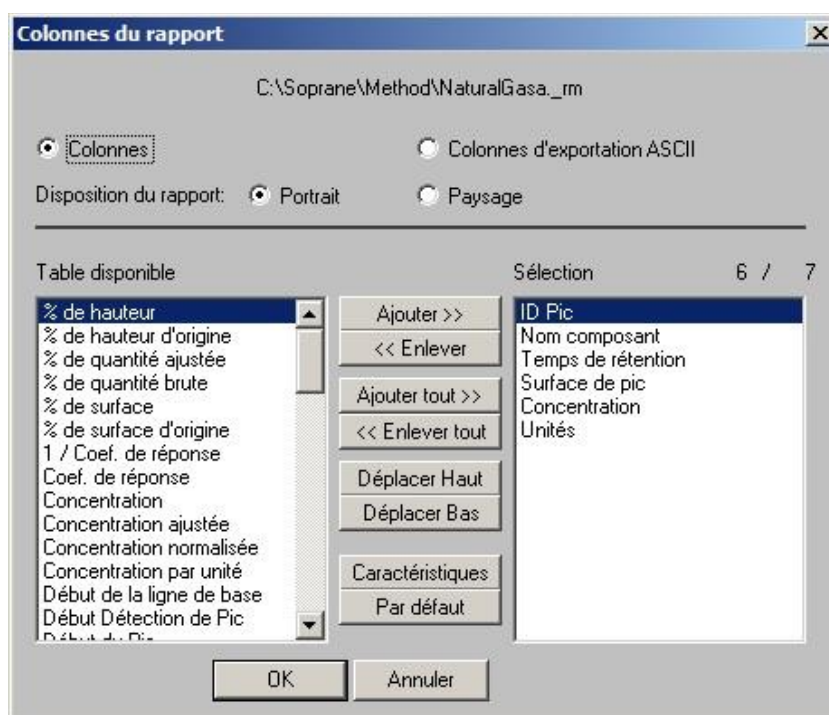 Colonnes du rapport
C:\Soprane\Method\NaturalGasa._rm
Colonnes
Colonnes d'exportation ASCII
Disposition du rapport:
Portrait
Paysage
Table disponible
% de hauteur
% de hauteur d'origine
% de quantité ajustée
% de quantité brute
% de surface
% de surface d'origine
1 / Coef. de réponse
Coef. de réponse
Concentration
Concentration ajustée
Concentration normalisée
Concentration par unité
Début de la ligne de base
Début Détection de Pic
Ajouter >>
<< Enlever
Ajouter tout >>
<< Enlever tout
Déplacer Haut
Déplacer Bas
Caractéristiques
Par défaut
Sélection 6 / 7
ID Pic
Nom composant
Temps de rétention
Surface de pic
Concentration
Unités
OK
Annuler